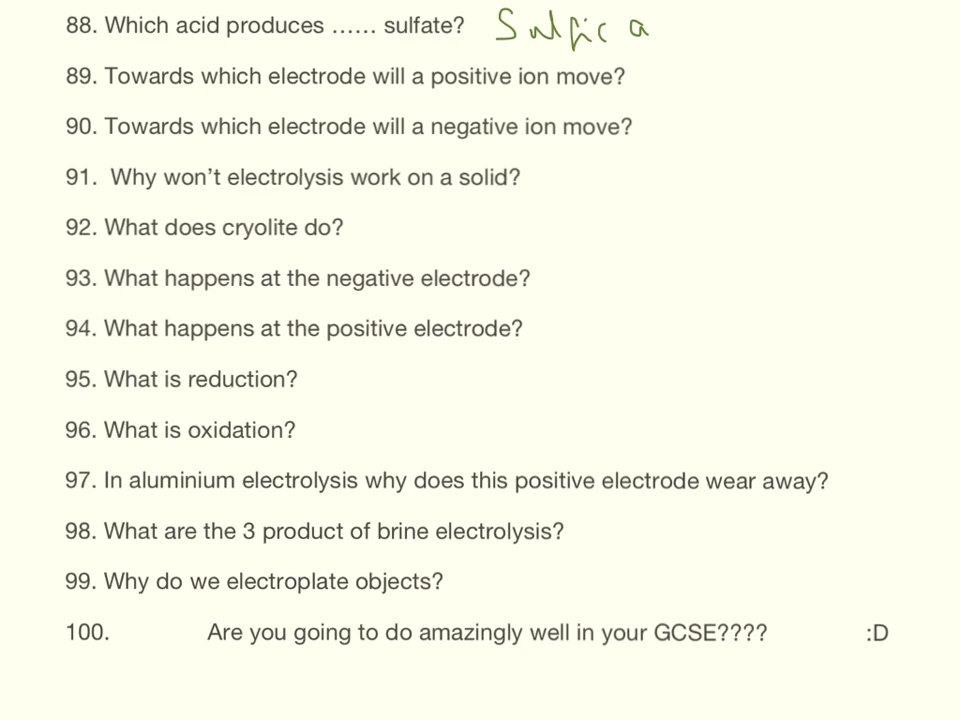 88. Which acid produces …… sulfate? Sulfic a
89. Towards which electrode will a positive ion move?
90. Towards which electrode will a negative ion move?
91. Why won’t electrolysis work on a solid?
92. What does cryolite do?
93. What happens at the negative electrode?
94. What happens at the positive electrode?
95. What is reduction?
96. What is oxidation?
97. In aluminium electrolysis why does this positive electrode wear away?
98. What are the 3 product of brine electrolysis?
99. Why do we electroplate objects?
100. Are you going to do amazingly well in your GCSE???? :D